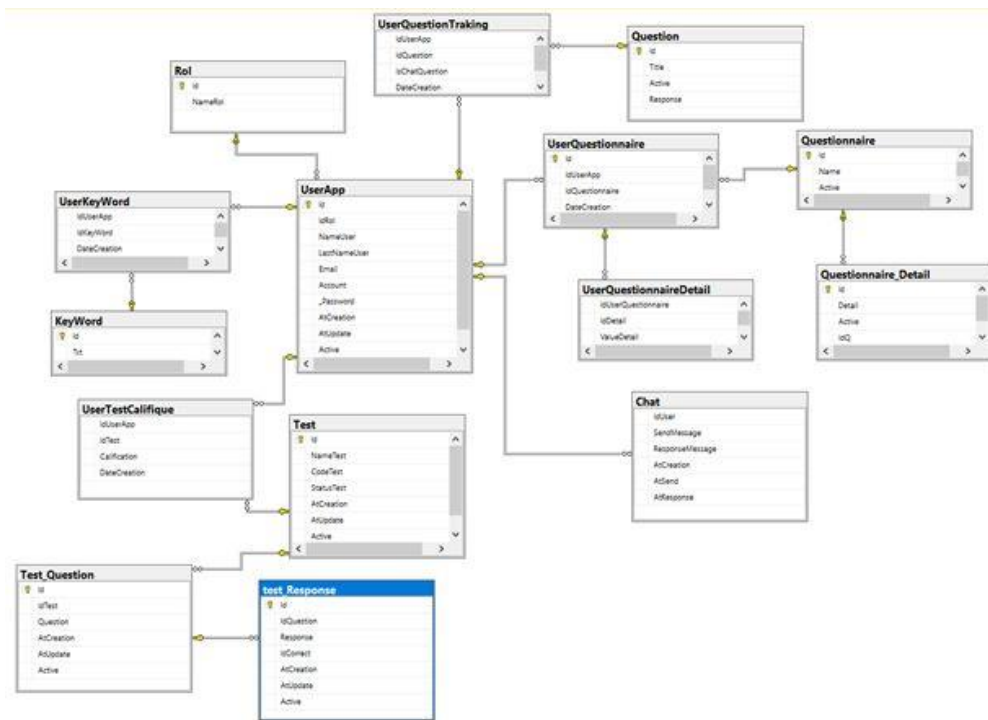 UserQuestionTraking
IdUserApp
IdQuestion
IsChatQuestion
DateCreation
Question
Id
Title
Active
Response
Rol
Id
NameRol
UserQuestionnaire
Id
IdUserApp
IdQuestionnaire
DateCreation
Questionnaire
Id
Name
Active
UserApp
Id
IdRol
NameUser
LastNameUser
Email
Account
_Password
AtCreation
AtUpdate
Active
UserKeyWord
IdUserApp
IdKeyWord
DateCreation
KeyWord
Id
Txt
UserQuestionnaireDetail
IdUserQuestionnaire
IdDetail
ValueDetail
Questionnaire_Detail
Id
Detail
Active
IdQ
UserTestCalifique
IdUserApp
IdTest
Calification
DateCreation
Test
Id
NameTest
CodeTest
StatusTest
AtCreation
AtUpdate
Active
Chat
IdUser
SendMessage
ResponseMessage
AtCreation
AtSend
AtResponse
Test_Question
Id
IdTest
Question
AtCreation
AtUpdate
Active
test_Response
Id
IdQuestion
Response
IdCorrect
AtCreation
AtUpdate
Active